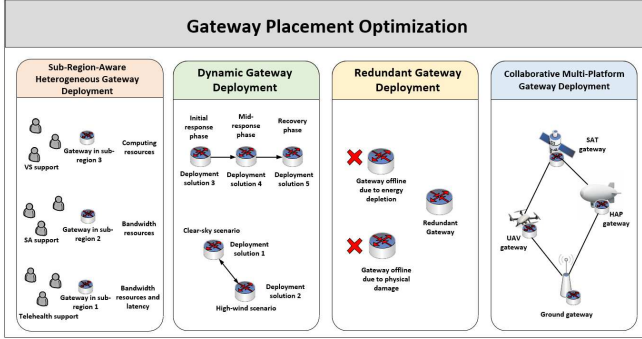 Gateway Placement Optimization
Sub-Region-Aware
Heterogeneous Gateway
Deployment
VS support
Gateway in sub-
region 3
Computing
resources
SA support
Gateway in sub-
region 2
Bandwidth
resources
Telehealth support
Gateway in sub-
region 1
Bandwidth
resources and
latency
Dynamic Gateway
Deployment
Initial
response
phase
Mid-
response
phase
Recovery
phase
Deployment
solution 3
Deployment
solution 4
Deployment
solution 5
Clear-sky scenario
Deployment
solution 1
Deployment
solution 2
High-wind scenario
Redundant Gateway
Deployment
Gateway offline
due to energy
depletion
Redundant
Gateway
Gateway offline
due to physical
damage
Collaborative Multi-Platform
Gateway Deployment
SAT
gateway
HAP
gateway
UAV
gateway
Ground gateway